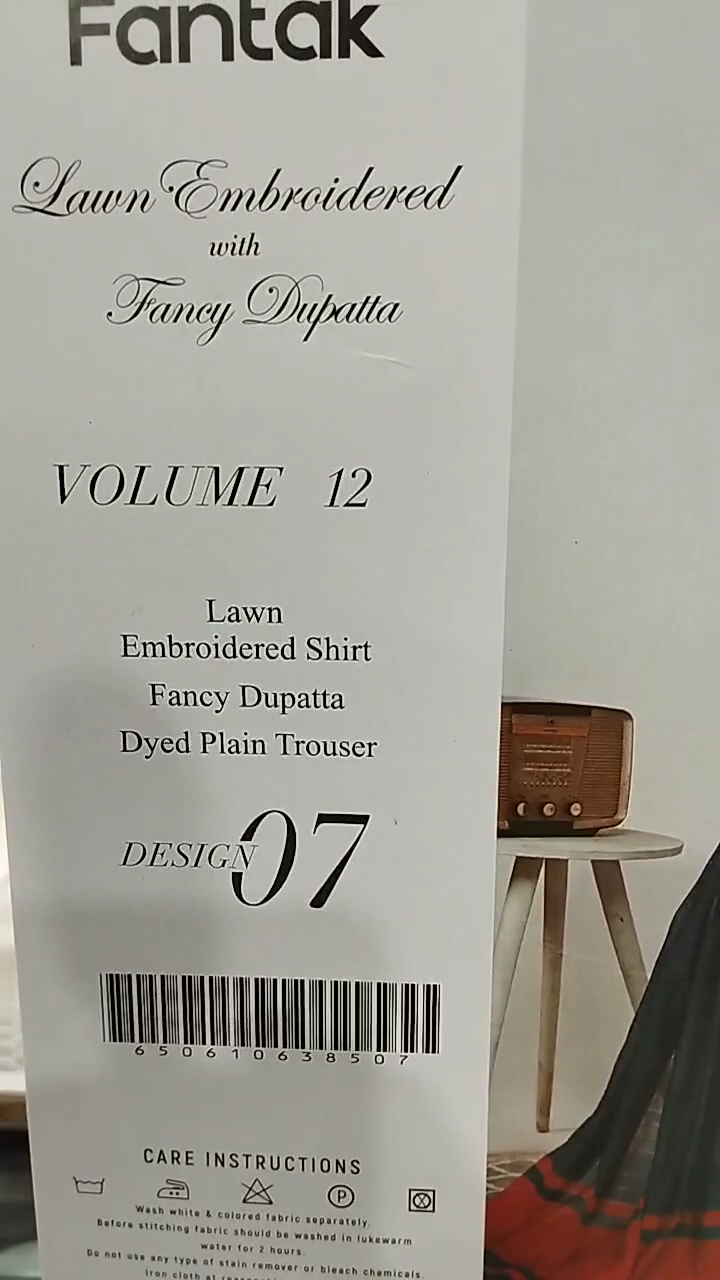 Fantak
Lawn Embroidered
with
Fancy Dupatta
VOLUME 12
Lawn
Embroidered Shirt
Fancy Dupatta
Dyed Plain Trouser
DESIGN 07
650610638507
CARE INSTRUCTIONS
P
Wash white & colored fabric separately.
Before stitching fabric should be washed in lukewarm
water for 2 hours.
Do not use any type of stain remover or bleach chemicals.
Iron cloth at